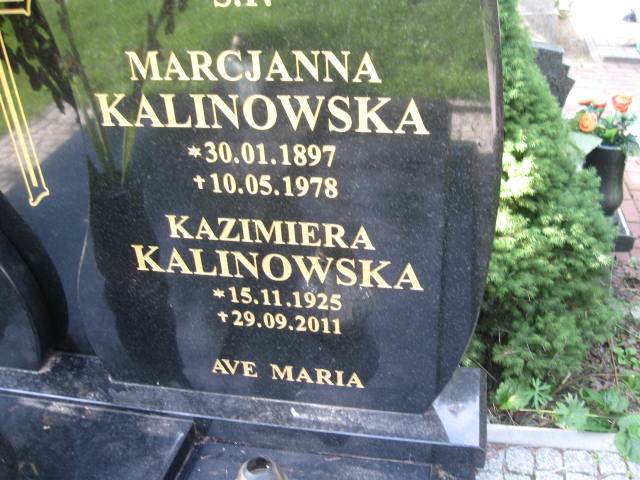 Ś.P.
MARCJANNA
KALINOWSKA
*30.01.1897
†10.05.1978
KAZIMIERA
KALINOWSKA
*15.11.1925
†29.09.2011
AVE MARIA